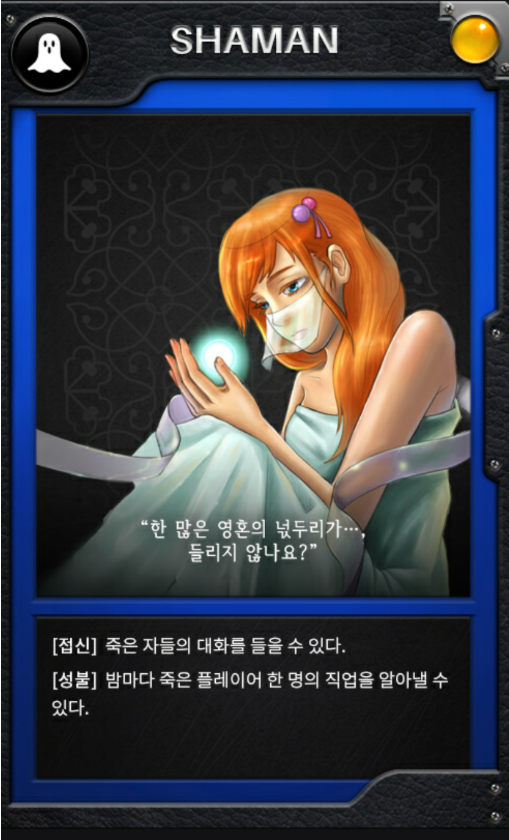 SHAMAN
“한 많은 영혼의 넋두리가…,
들리지 않나요?”
[접신] 죽은 자들의 대화를 들을 수 있다.
[성불] 밤마다 죽은 플레이어 한 명의 직업을 알아낼 수
있다.